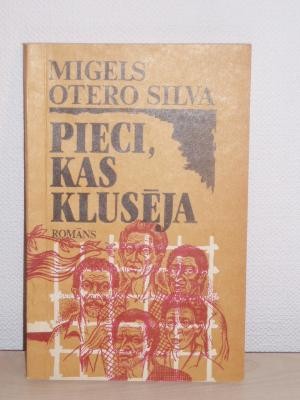 MIGELS
OTERO SILVA
PIECI,
KAS
KLUSĒJA
ROMĀNS